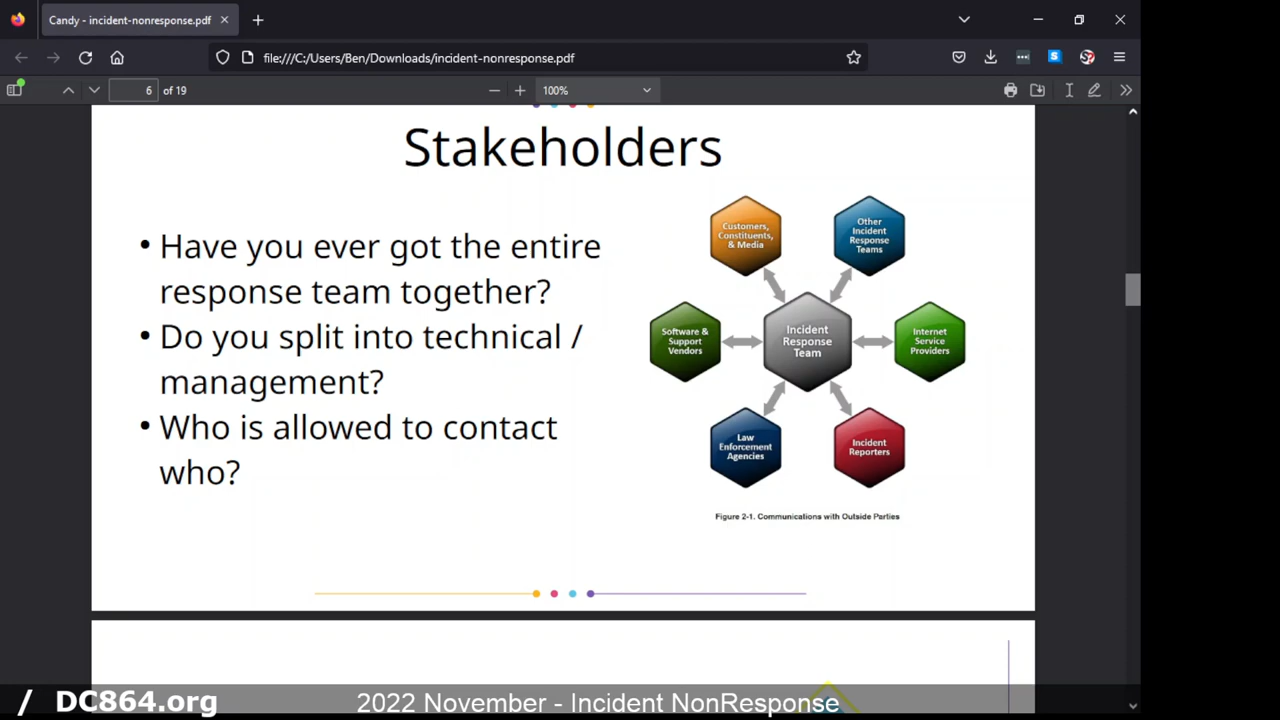 Candy - incident-nonresponse.pdf
file:///C:/Users/Ben/Downloads/incident-nonresponse.pdf
6 of 19
100%
Stakeholders
• Have you ever got the entire
response team together?
• Do you split into technical /
management?
• Who is allowed to contact
who?
Customers,
Constituents,
& Media
Other
Incident
Response
Teams
Software &
Support
Vendors
Incident
Response
Team
Internet
Service
Providers
Law
Enforcement
Agencies
Incident
Reporters
Figure 2-1. Communications with Outside Parties
/ DC864.org
2022 November - Incident NonResponse